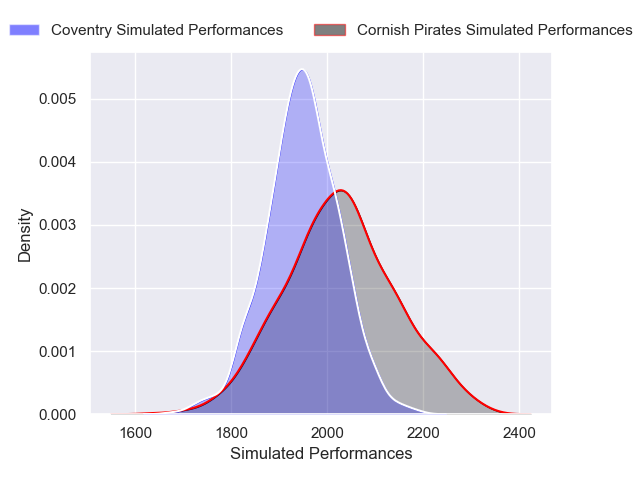 Coventry Simulated Performances
Cornish Pirates Simulated Performances
0.005
0.004
0.003
0.002
0.001
0.000
Density
1600
1800
2000
2200
2400
Simulated Performances